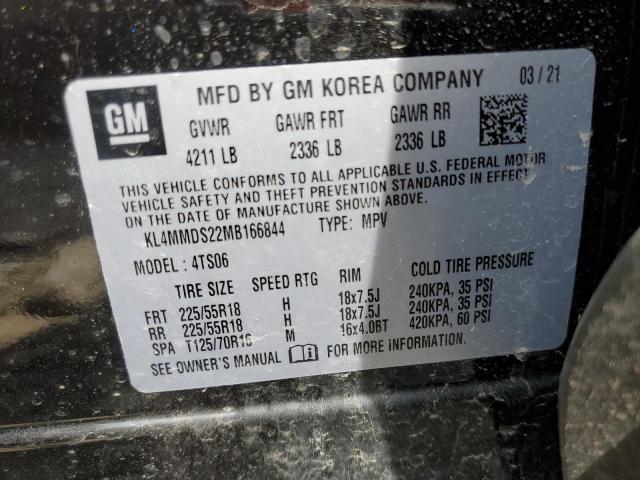 GM
MFD BY GM KOREA COMPANY 03/21
GVWR GAWR FRT GAWR RR
4211 LB 2336 LB 2336 LB
THIS VEHICLE CONFORMS TO ALL APPLICABLE U.S. FEDERAL MOTOR
VEHICLE SAFETY AND THEFT PREVENTION STANDARDS IN EFFECT
ON THE DATE OF MANUFACTURE SHOWN ABOVE.
KL4MMDS22MB166844 TYPE: MPV
MODEL: 4TS06
TIRE SIZE SPEED RTG RIM COLD TIRE PRESSURE
FRT 225/55R18 H 18x7.5J 240KPA, 35 PSI
RR 225/55R18 H 18x7.5J 240KPA, 35 PSI
SPA T125/70R16 M 16x4.0BT 420KPA, 60 PSI
SEE OWNER'S MANUAL FOR MORE INFORMATION.